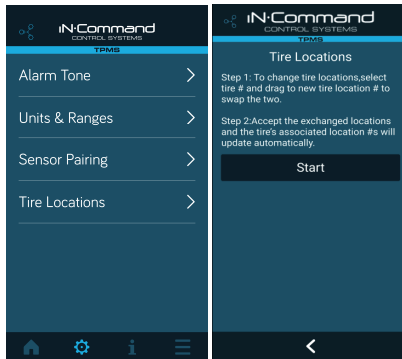 iN·Command
CONTROL SYSTEMS
TPMS
Alarm Tone
Units & Ranges
Sensor Pairing
Tire Locations
iN·Command
CONTROL SYSTEMS
TPMS
Tire Locations
Step 1: To change tire locations,select
tire # and drag to new tire location # to
swap the two.
Step 2:Accept the exchanged locations
and the tire's associated location #s will
update automatically.
Start